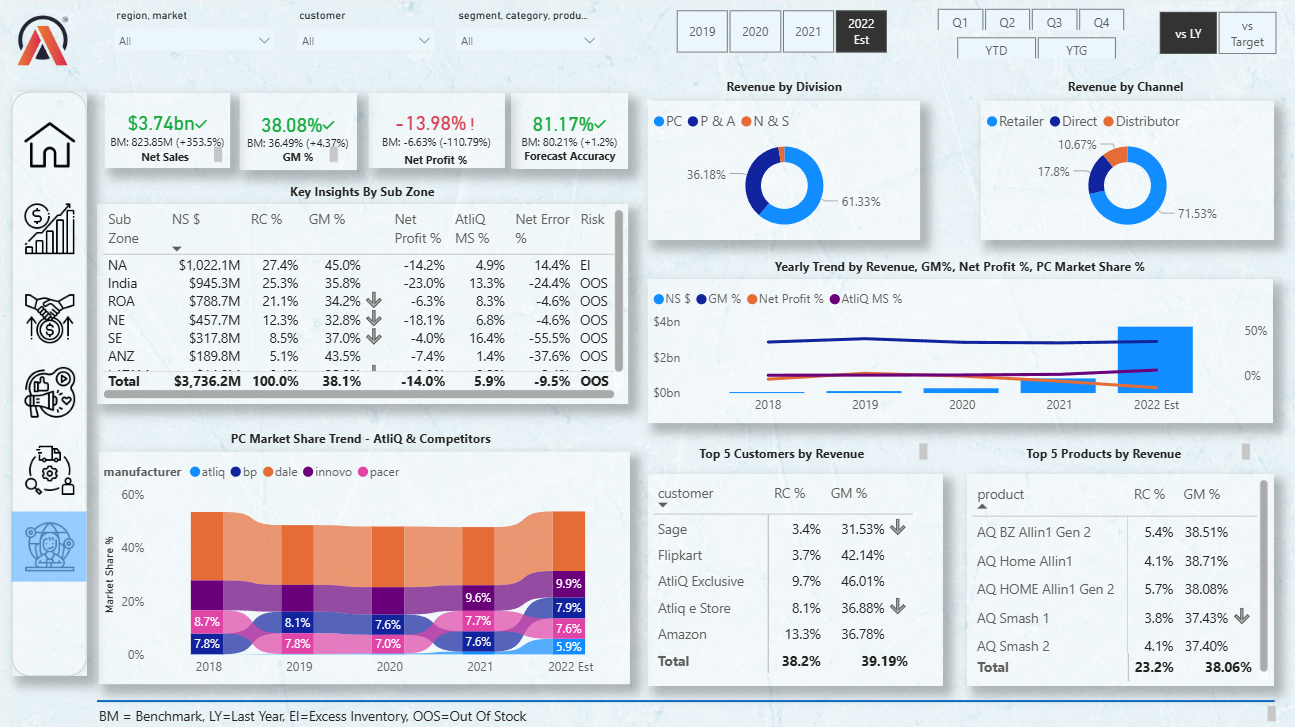 region, market
customer
segment, category, produ...
All
All
All
2019
2020
2021
2022
Est
Q1
Q2
Q3
Q4
YTD
YTG
vs LY
vs
Target
$3.74bn
BM: 823.85M (+353.5%)
Net Sales
38.08%
BM: 36.49% (+4.37%)
GM %
-13.98% !
BM: -6.63% (-110.79%)
Net Profit %
81.17%
BM: 80.21% (+1.2%)
Forecast Accuracy
Revenue by Division
PC P & A N & S
36.18%
61.33%
Revenue by Channel
Retailer Direct Distributor
10.67%
17.8%
71.53%
Key Insights By Sub Zone
Sub Zone NS $ RC % GM % Net Profit % AtliQ MS % Net Error % Risk
NA $1,022.1M 27.4% 45.0% -14.2% 4.9% 14.4% EI
India $945.3M 25.3% 35.8% -23.0% 13.3% -24.4% OOS
ROA $788.7M 21.1% 34.2% -6.3% 8.3% -4.6% OOS
NE $457.7M 12.3% 32.8% -18.1% 6.8% -4.6% OOS
SE $317.8M 8.5% 37.0% -4.0% 16.4% -55.5% OOS
ANZ $189.8M 5.1% 43.5% -7.4% 1.4% -37.6% OOS
Total $3,736.2M 100.0% 38.1% -14.0% 5.9% -9.5% OOS
Yearly Trend by Revenue, GM%, Net Profit %, PC Market Share %
NS $ GM % Net Profit % AtliQ MS %
$4bn
$2bn
$0bn
50%
0%
2018 2019 2020 2021 2022 Est
PC Market Share Trend - AtliQ & Competitors
manufacturer atliq bp dale innovo pacer
Market Share %
60%
40%
20%
0%
8.7%
7.8%
8.1%
7.8%
7.6%
7.0%
9.6%
7.7%
7.6%
9.9%
7.9%
7.6%
5.9%
2018 2019 2020 2021 2022 Est
Top 5 Customers by Revenue
customer RC % GM %
Sage 3.4% 31.53%
Flipkart 3.7% 42.14%
AtliQ Exclusive 9.7% 46.01%
Atliq e Store 8.1% 36.88%
Amazon 13.3% 36.78%
Total 38.2% 39.19%
Top 5 Products by Revenue
product RC % GM %
AQ BZ Allin1 Gen 2 5.4% 38.51%
AQ Home Allin1 4.1% 38.71%
AQ HOME Allin1 Gen 2 5.7% 38.08%
AQ Smash 1 3.8% 37.43%
AQ Smash 2 4.1% 37.40%
Total 23.2% 38.06%
BM = Benchmark, LY=Last Year, EI=Excess Inventory, OOS=Out Of Stock